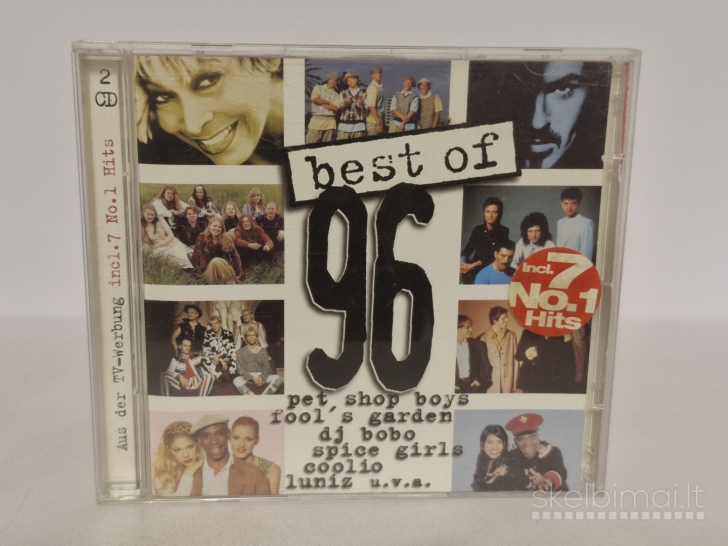 2
CD
Aus der TV-Werbung incl.7 No.1 Hits
best of
96
Incl. 7
No.1
Hits
pet shop boys
fool´s garden
dj bobo
spice girls
coolio
luniz u.v.a.
skelbimai.lt